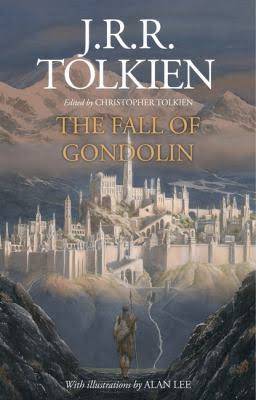 J.R.R.
TOLKIEN
Edited by CHRISTOPHER TOLKIEN
THE FALL OF
GONDOLIN
With illustrations by ALAN LEE